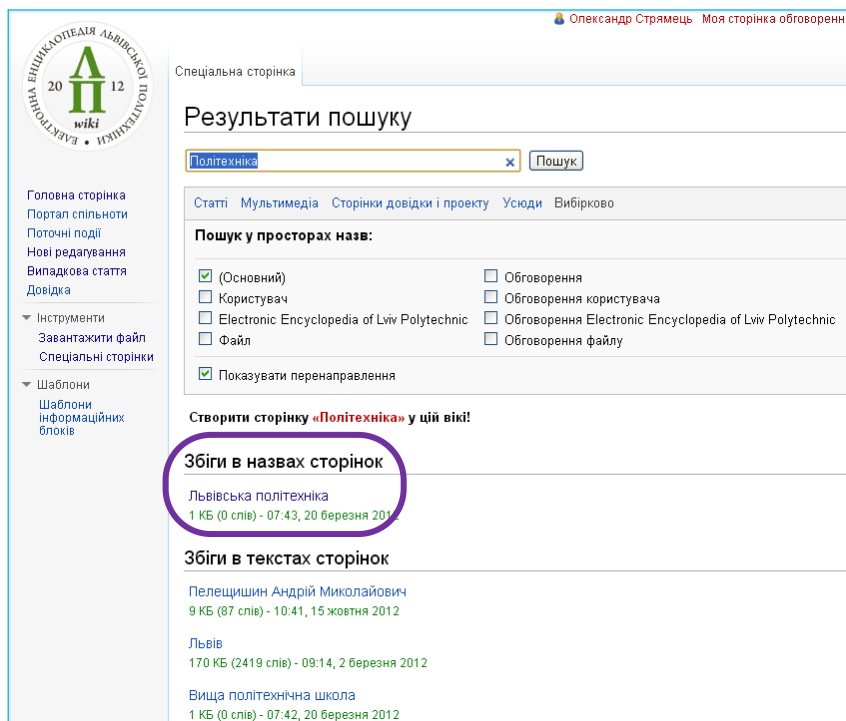 Олександр Стрямець Моя сторінка обговоренн
ЕЛЕКТРОННА ЕНЦИКЛОПЕДІЯ ЛЬВІВСЬКОЇ ПОЛІТЕХНІКИ
20 ЛП 12
wiki
Спеціальна сторінка
Результати пошуку
Політехніка × Пошук
Головна сторінка
Портал спільноти
Поточні події
Нові редагування
Випадкова стаття
Довідка
Інструменти
Завантажити файл
Спеціальні сторінки
Шаблони
Шаблони
інформаційних
блоків
Статті Мультимедіа Сторінки довідки і проекту Усюди Вибірково
Пошук у просторах назв:
(Основний) Обговорення
Користувач Обговорення користувача
Electronic Encyclopedia of Lviv Polytechnic Обговорення Electronic Encyclopedia of Lviv Polytechnic
Файл Обговорення файлу
Показувати перенаправлення
Створити сторінку «Політехніка» у цій вікі!
Збіги в назвах сторінок
Львівська політехніка
1 КБ (0 слів) - 07:43, 20 березня 2012
Збіги в текстах сторінок
Пелещишин Андрій Миколайович
9 КБ (87 слів) - 10:41, 15 жовтня 2012
Львів
170 КБ (2419 слів) - 09:14, 2 березня 2012
Вища політехнічна школа
1 КБ (0 слів) - 07:42, 20 березня 2012